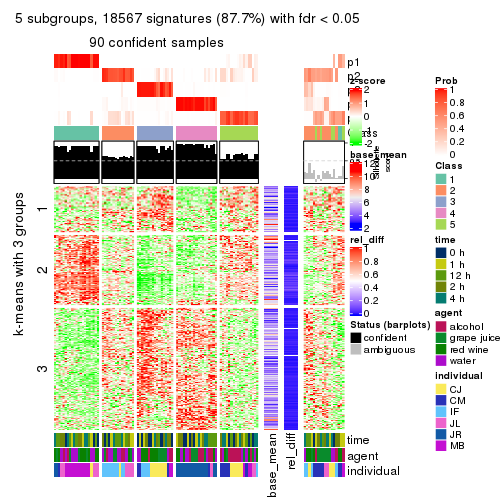 5 subgroups, 18567 signatures (87.7%) with fdr < 0.05
90 confident samples
p1
p2
z-score
2
1
0
-1
-2
base_mean
12
10
8
6
4
2
rel_diff
1
0.8
0.6
0.4
0.2
0
Status (barplots)
confident
ambiguous
Prob
1
0.8
0.6
0.4
0.2
0
Class
1
2
3
4
5
time
0 h
1 h
12 h
2 h
4 h
agent
alcohol
grape juice
red wine
water
individual
CJ
CM
IF
JL
JR
MB
k-means with 3 groups
1
2
3
time
agent
individual
base_mean
rel_diff